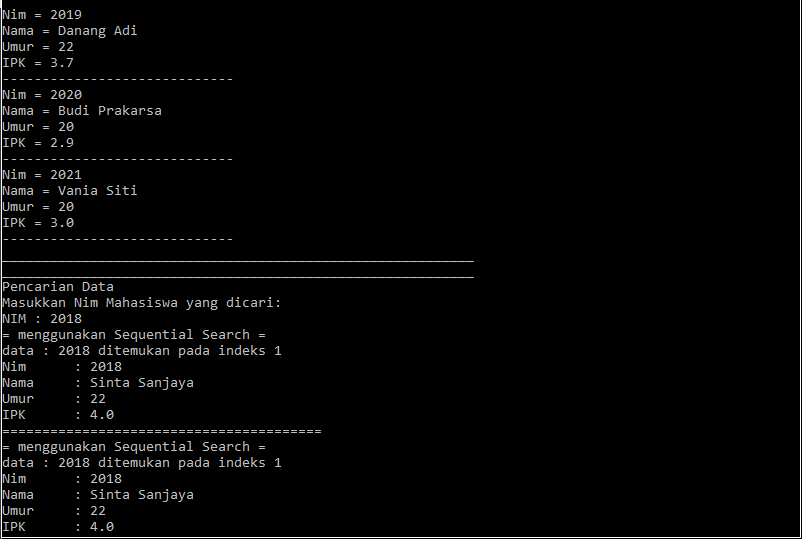 Nim = 2019
Nama = Danang Adi
Umur = 22
IPK = 3.7
-----------------------------
Nim = 2020
Nama = Budi Prakarsa
Umur = 20
IPK = 2.9
-----------------------------
Nim = 2021
Nama = Vania Siti
Umur = 20
IPK = 3.0
-----------------------------
___________________________________________________________
___________________________________________________________
Pencarian Data
Masukkan Nim Mahasiswa yang dicari:
NIM : 2018
= menggunakan Sequential Search =
data : 2018 ditemukan pada indeks 1
Nim      : 2018
Nama     : Sinta Sanjaya
Umur     : 22
IPK      : 4.0
========================================
= menggunakan Sequential Search =
data : 2018 ditemukan pada indeks 1
Nim      : 2018
Nama     : Sinta Sanjaya
Umur     : 22
IPK      : 4.0